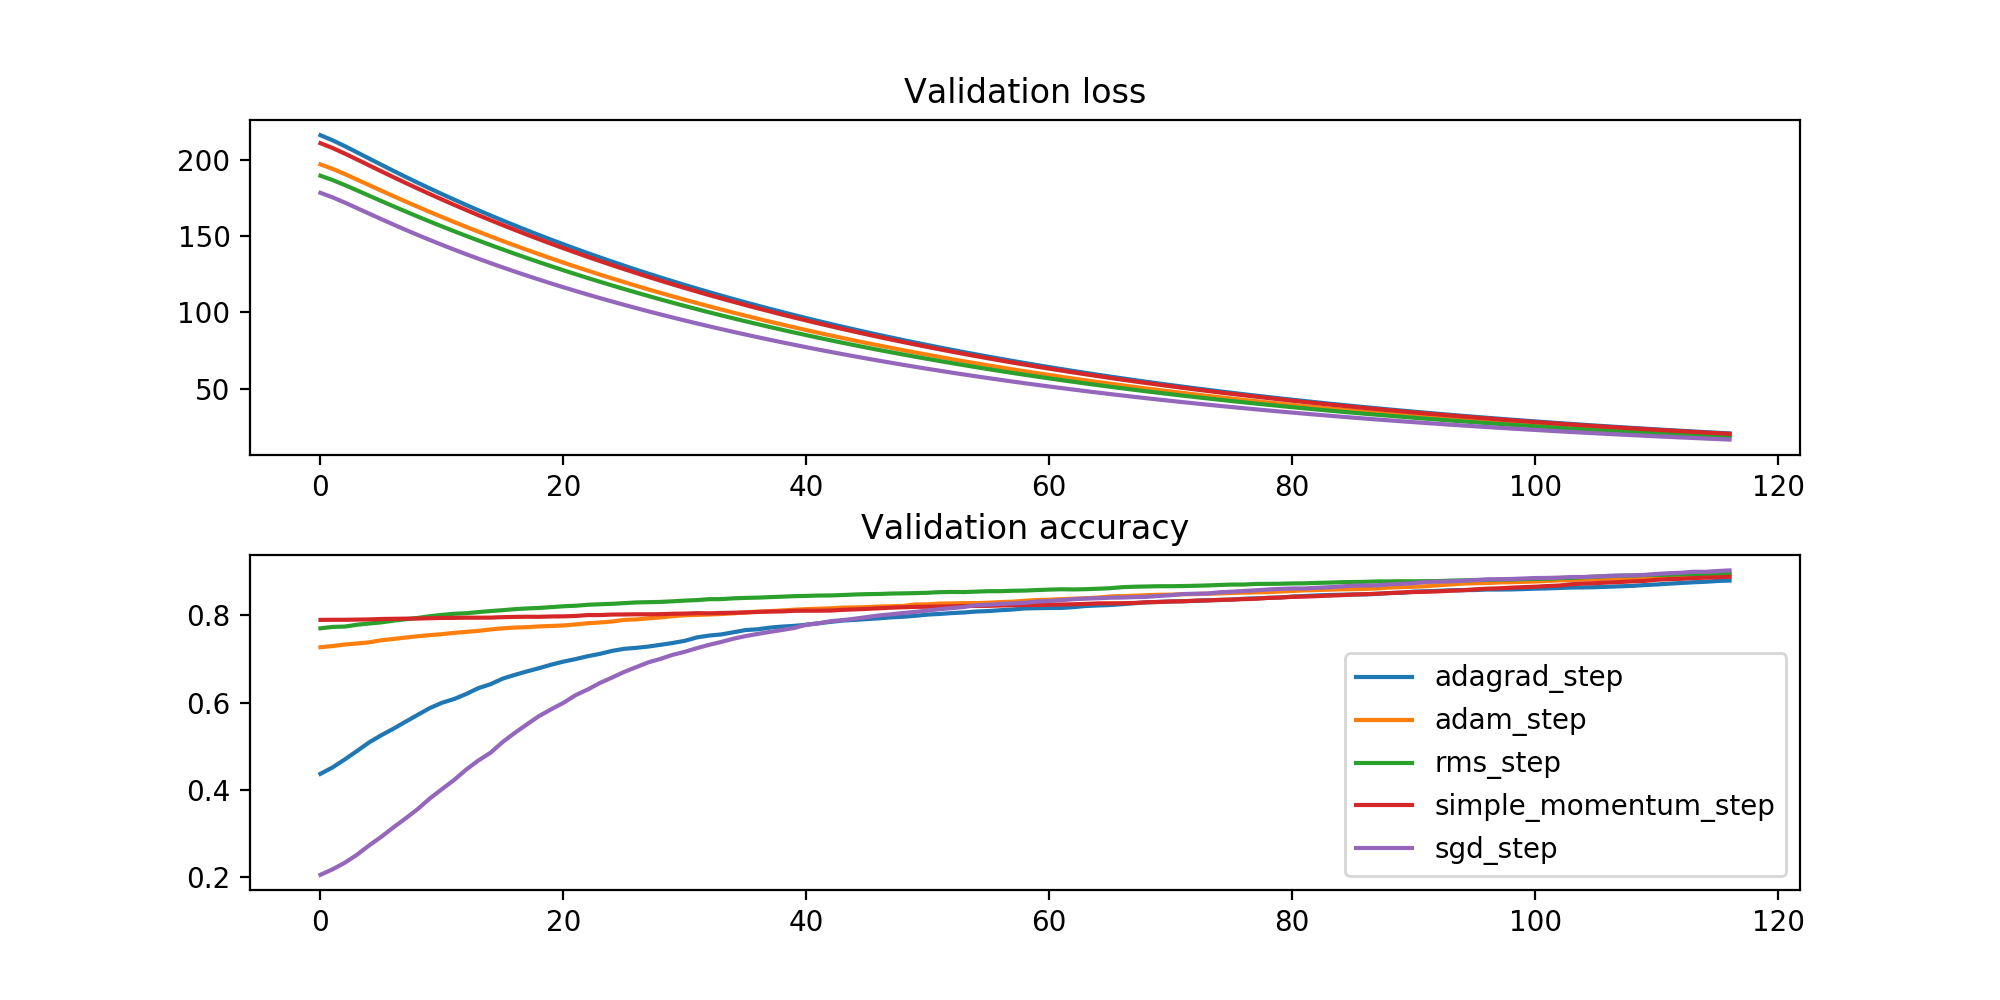 Validation loss
200
150
100
50
0 20 40 60 80 100 120
Validation accuracy
0.8
0.6
0.4
0.2
adagrad_step
adam_step
rms_step
simple_momentum_step
sgd_step
0 20 40 60 80 100 120